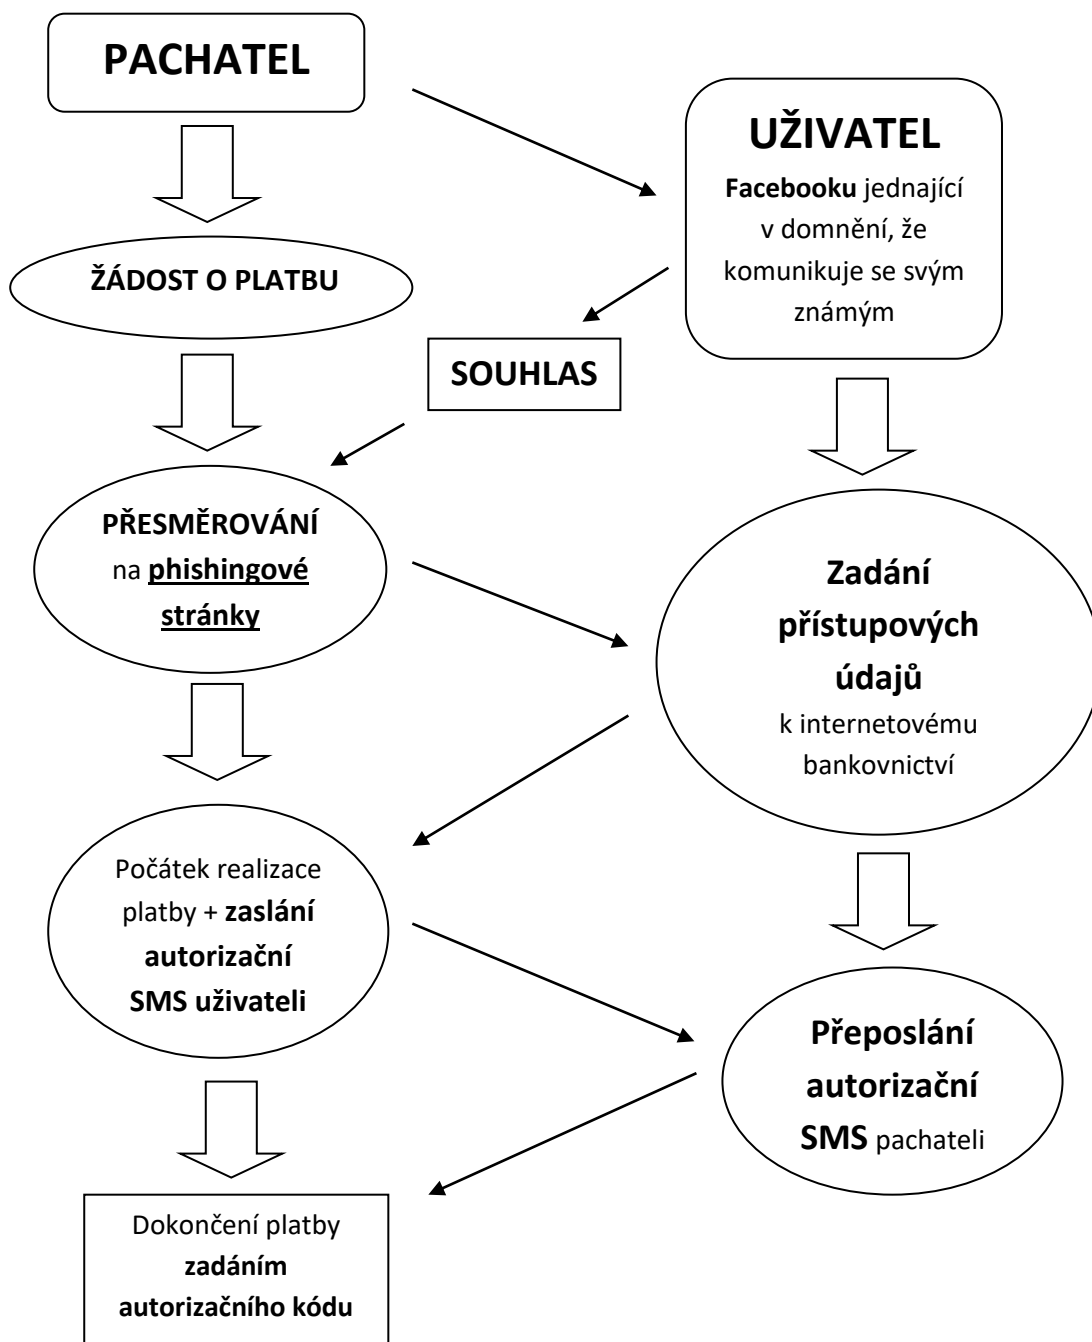 PACHATEL
UŽIVATEL
Facebooku jednající
v domnění, že
komunikuje se svým
známým
ŽÁDOST O PLATBU
SOUHLAS
PŘESMĚROVÁNÍ
na phishingové
stránky
Zadání
přístupových
údajů
k internetovému
bankovnictví
Počátek realizace
platby + zaslání
autorizační
SMS uživateli
Přeposlání
autorizační
SMS pachateli
Dokončení platby
zadáním
autorizačního kódu